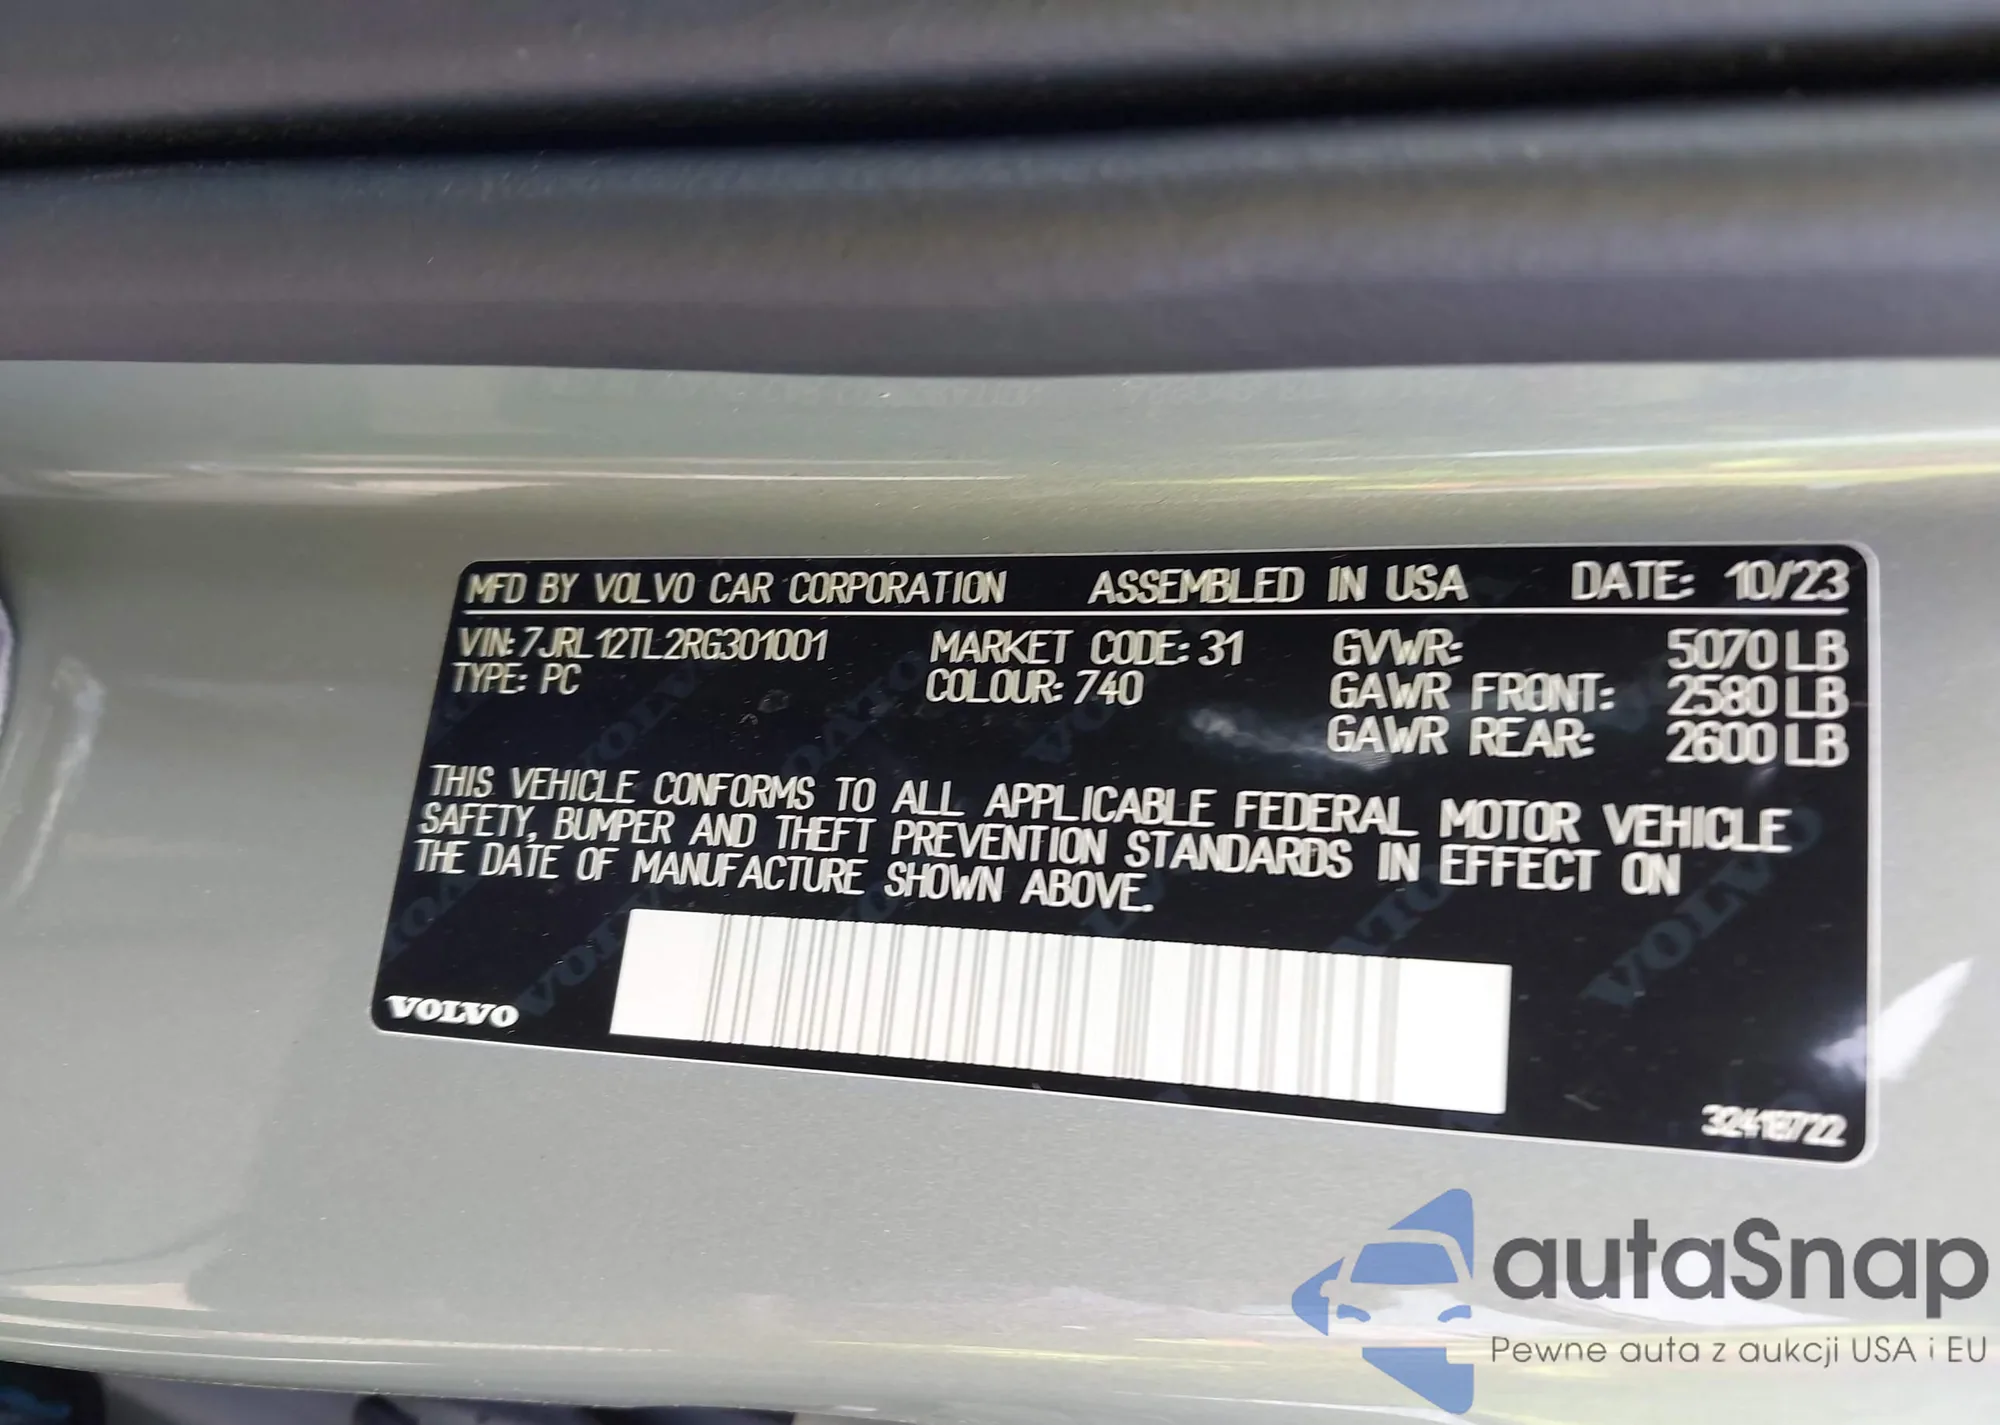 MFD BY VOLVO CAR CORPORATION ASSEMBLED IN USA DATE: 10/23
VIN: 7JRL12TL2RG301001 MARKET CODE: 31 GVWR: 5070 LB
TYPE: PC COLOUR: 740 GAWR FRONT: 2580 LB
GAWR REAR: 2600 LB
THIS VEHICLE CONFORMS TO ALL APPLICABLE FEDERAL MOTOR VEHICLE
SAFETY, BUMPER AND THEFT PREVENTION STANDARDS IN EFFECT ON
THE DATE OF MANUFACTURE SHOWN ABOVE.
VOLVO
32418722
autaSnap
Pewne auta z aukcji USA i EU